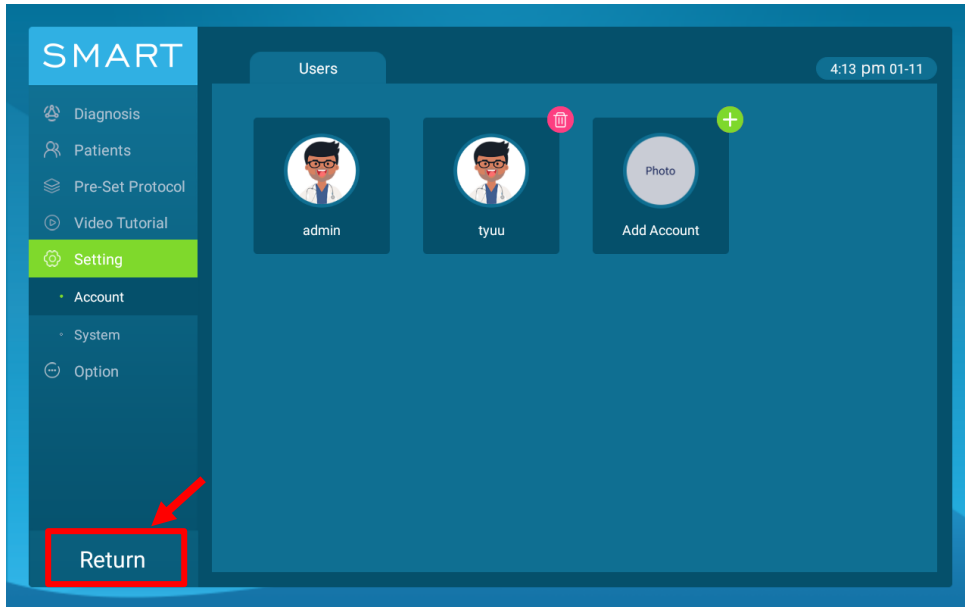 SMART
Users
4:13 pm 01-11
Diagnosis
Patients
Pre-Set Protocol
Video Tutorial
Setting
Account
System
Option
Return
admin
tyuu
Photo
Add Account